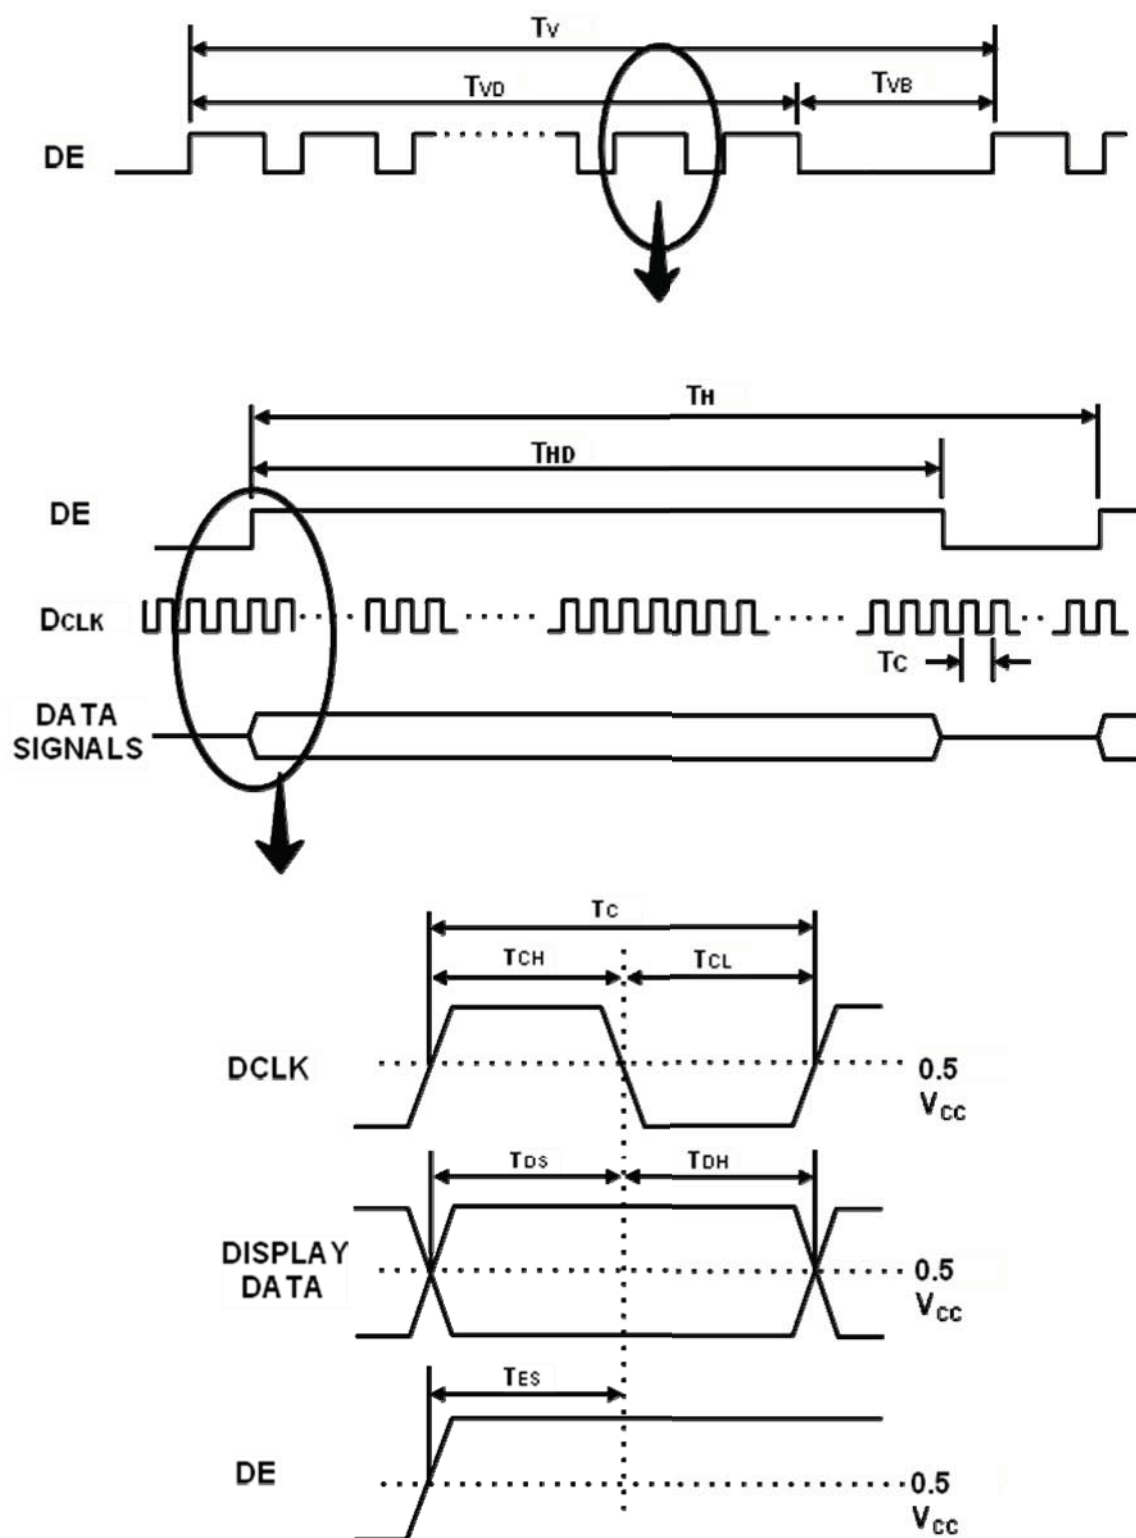 TV
TVD
TVB
DE
TH
THD
DE
DCLK
TC
DATA
SIGNALS
TC
TCH
TCL
DCLK
0.5
VCC
TDS
TDH
DISPLAY
DATA
0.5
VCC
TES
DE
0.5
VCC